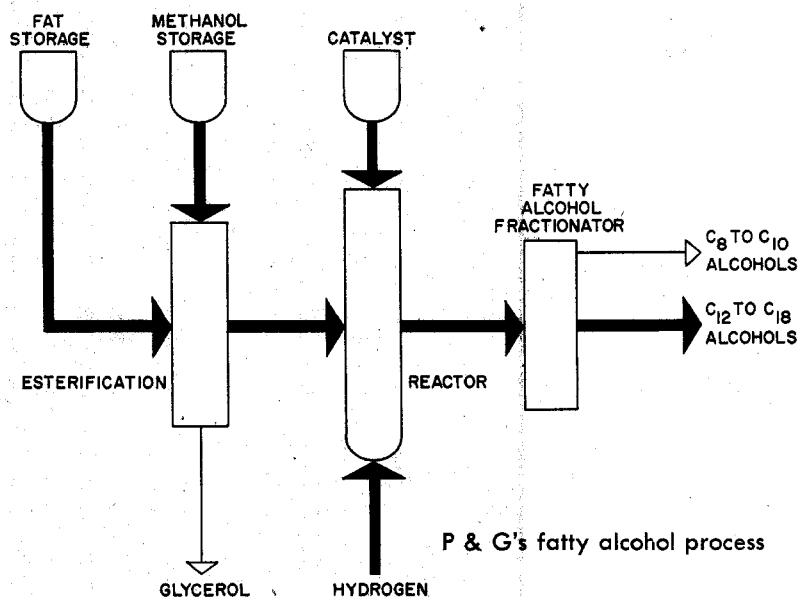 FAT
STORAGE
METHANOL
STORAGE
CATALYST
FATTY
ALCOHOL
FRACTIONATOR
C₈ TO C₁₀
ALCOHOLS
C₁₂ TO C₁₈
ALCOHOLS
ESTERIFICATION
REACTOR
P & G's fatty alcohol process
GLYCEROL
HYDROGEN